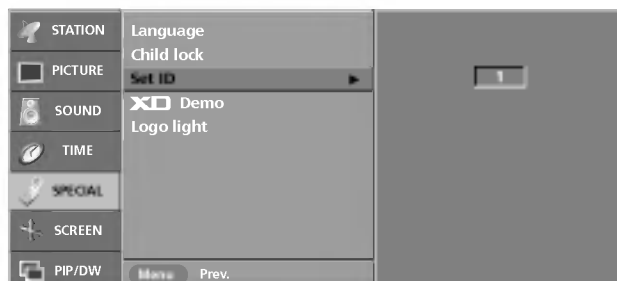 STATION
PICTURE
SOUND
TIME
SPECIAL
SCREEN
PIP/DW
Language
Child lock
Set ID
XD Demo
Logo light
Menu Prev.
1